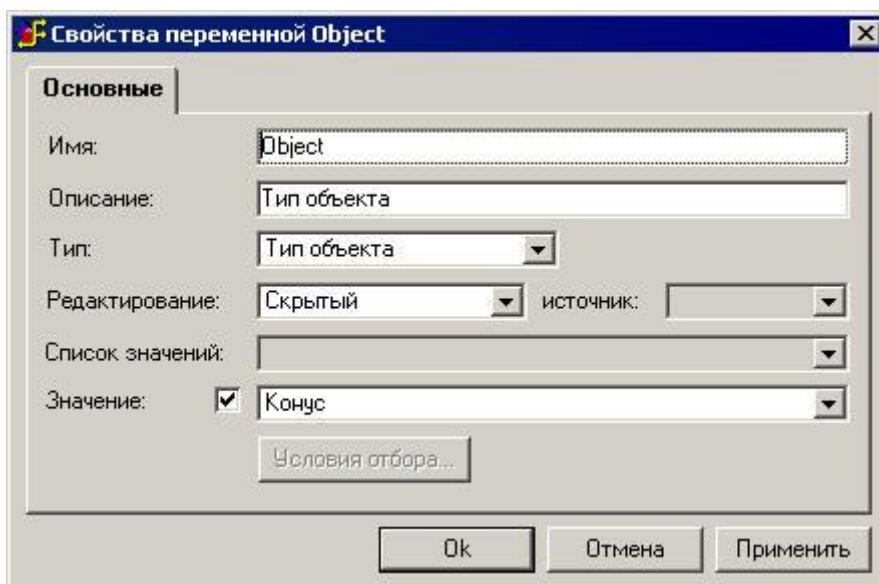 Свойства переменной Object
Основные
Имя: Object
Описание: Тип объекта
Тип: Тип объекта
Редактирование: Скрытый источник:
Список значений:
Значение: Конус
Условия отбора...
Ok Отмена Применить